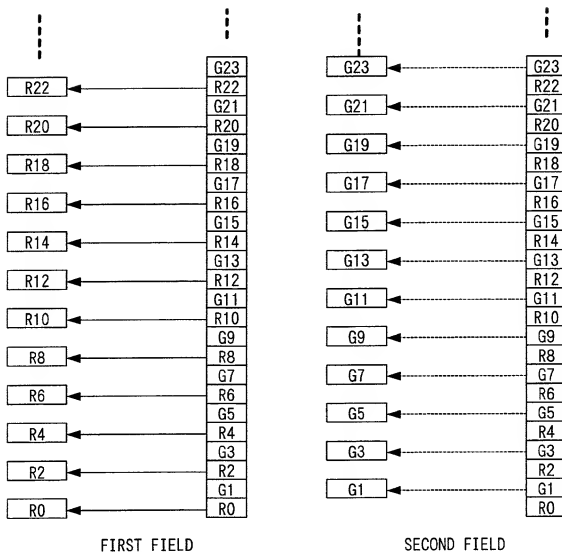 G23 G23 G23
R22 R22 R22
G21 G21 G21
R20 R20 R20
G19 G19 G19
R18 R18 R18
G17 G17 G17
R16 R16 R16
G15 G15 G15
R14 R14 R14
G13 G13 G13
R12 R12 R12
G11 G11 G11
R10 R10 R10
G9 G9 G9
R8 R8 R8
G7 G7 G7
R6 R6 R6
G5 G5 G5
R4 R4 R4
G3 G3 G3
R2 R2 R2
G1 G1 G1
R0 R0 R0
FIRST FIELD SECOND FIELD